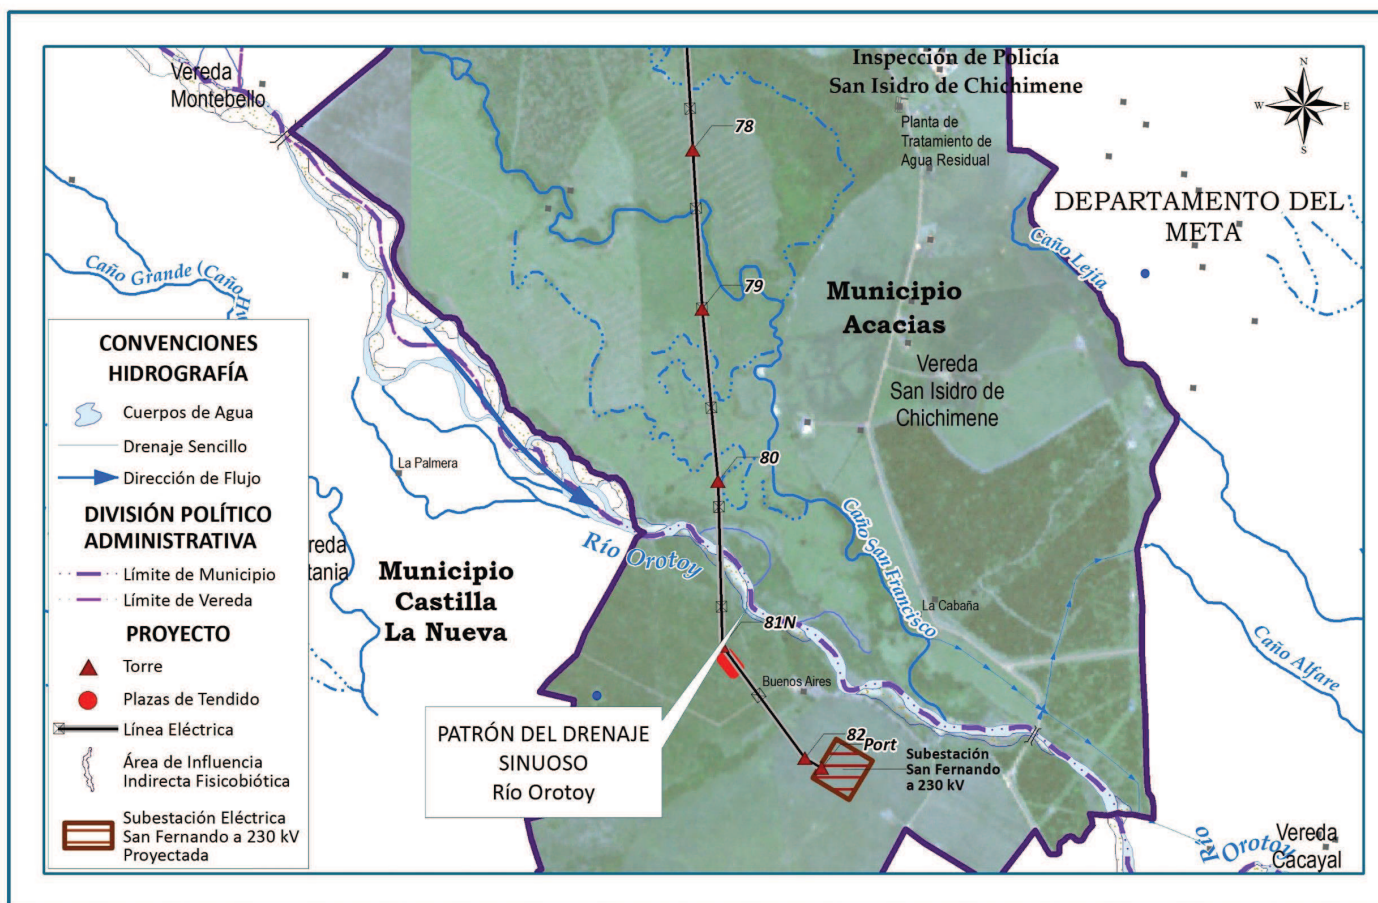 Vereda
Montebello
Inspección de Policía
San Isidro de Chichimene
Planta de
Tratamiento de
Agua Residual
N
W
E
S
78
DEPARTAMENTO DEL
META
Caño Lejía
Caño Grande (Caño Hu
79
Municipio
Acacias
Vereda
San Isidro de
Chichimene
CONVENCIONES
HIDROGRAFÍA
Cuerpos de Agua
Drenaje Sencillo
Dirección de Flujo
DIVISIÓN POLÍTICO
ADMINISTRATIVA
Límite de Municipio
Límite de Vereda
PROYECTO
Torre
Plazas de Tendido
Línea Eléctrica
Área de Influencia
Indirecta Fisicobiótica
Subestación Eléctrica
San Fernando a 230 kV
Proyectada
La Palmera
80
Río Orotoy
Caño San Francisco
reda
tania
Municipio
Castilla
La Nueva
La Cabaña
81N
Caño Alfare
Buenos Aires
PATRÓN DEL DRENAJE
SINUOSO
Río Orotoy
82
Port
Subestación
San Fernando
a 230 kV
Río Orotoy
Vereda
Cacayal